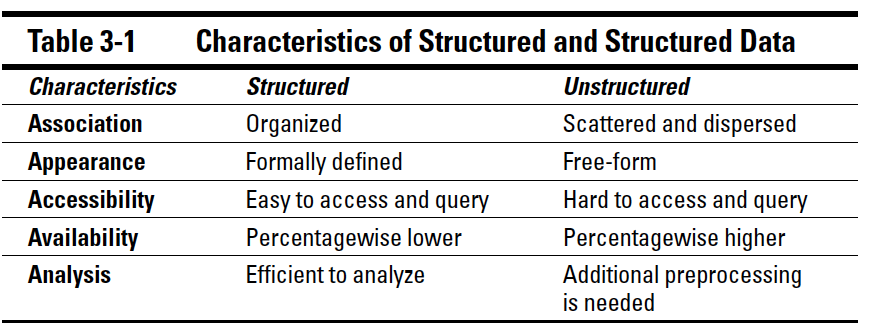 Table 3-1 Characteristics of Structured and Structured Data
Characteristics Structured Unstructured
Association Organized Scattered and dispersed
Appearance Formally defined Free-form
Accessibility Easy to access and query Hard to access and query
Availability Percentagewise lower Percentagewise higher
Analysis Efficient to analyze Additional preprocessing
is needed